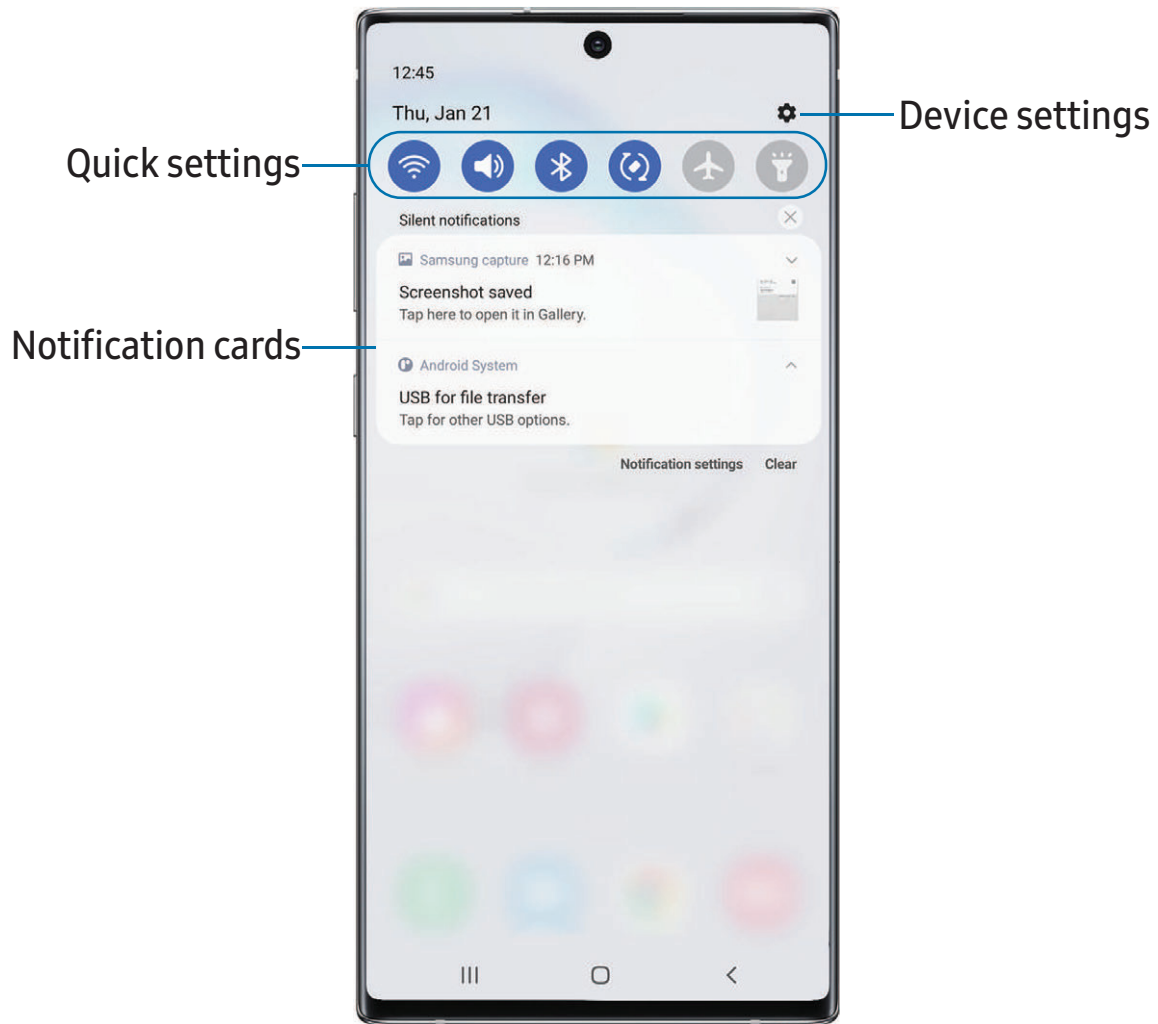 12:45
Thu, Jan 21
Device settings
Quick settings
Silent notifications
Samsung capture 12:16 PM
Screenshot saved
Tap here to open it in Gallery.
Notification cards
Android System
USB for file transfer
Tap for other USB options.
Notification settings Clear